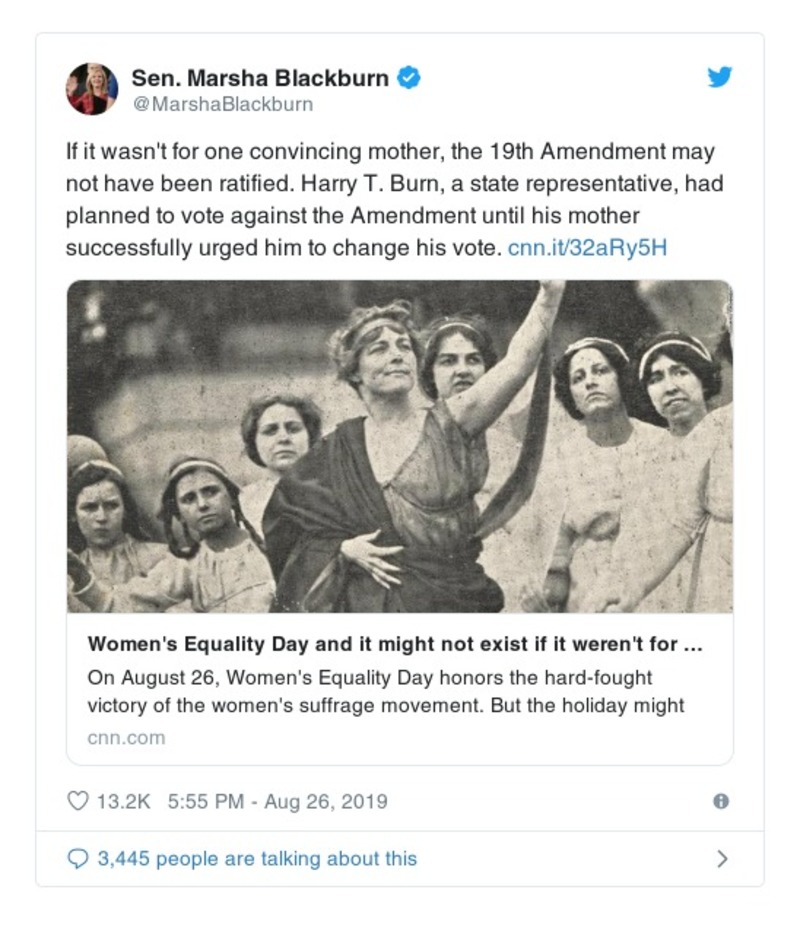 Sen. Marsha Blackburn
@MarshaBlackburn
If it wasn't for one convincing mother, the 19th Amendment may
not have been ratified. Harry T. Burn, a state representative, had
planned to vote against the Amendment until his mother
successfully urged him to change his vote. cnn.it/32aRy5H
Women's Equality Day and it might not exist if it weren't for ...
On August 26, Women's Equality Day honors the hard-fought
victory of the women's suffrage movement. But the holiday might
cnn.com
13.2K 5:55 PM - Aug 26, 2019
3,445 people are talking about this